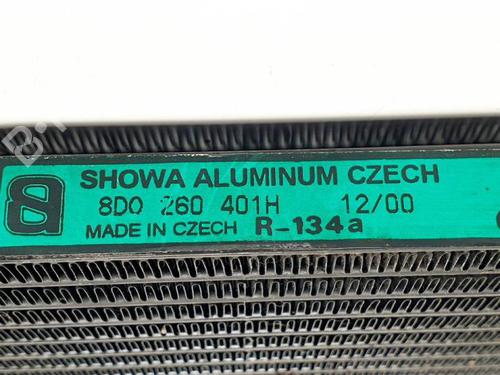 SHOWA ALUMINUM CZECH
8D0 260 401H 12/00
MADE IN CZECH R-134a